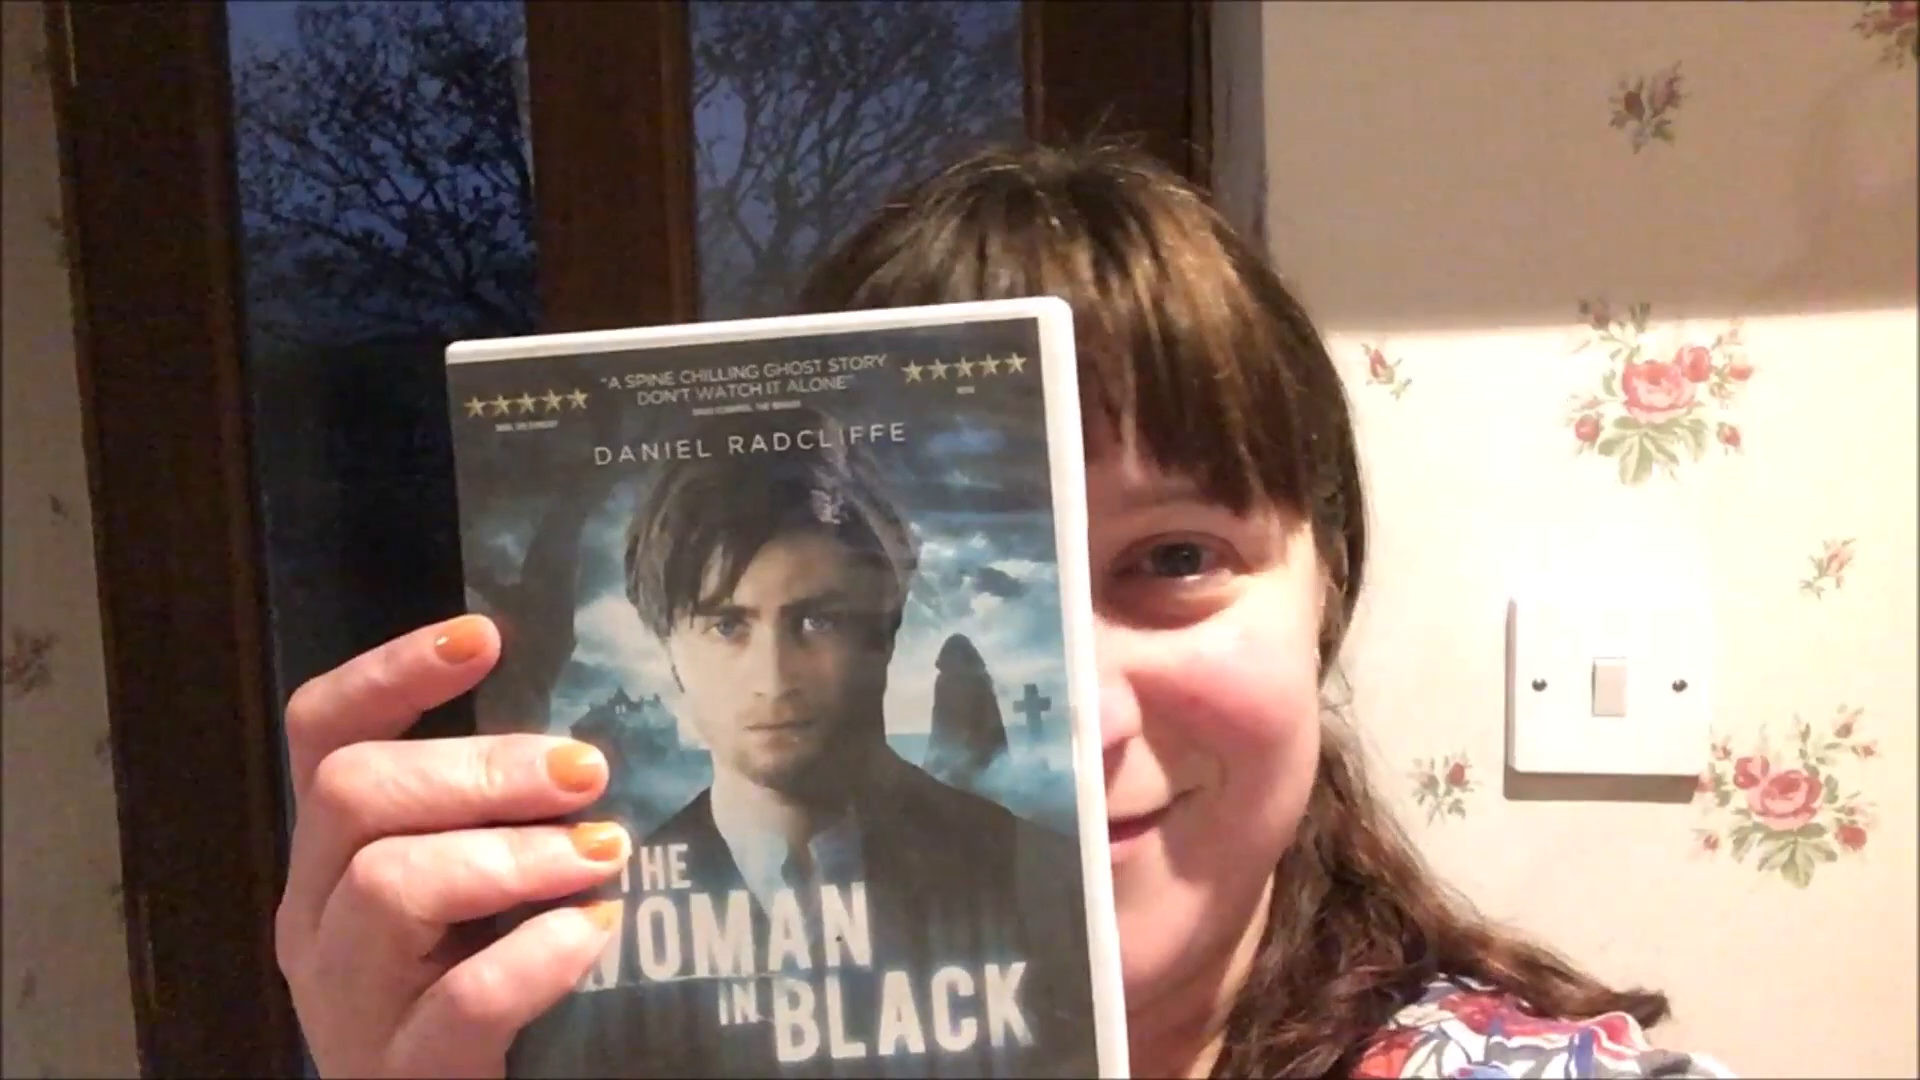 "A SPINE CHILLING GHOST STORY
DON'T WATCH IT ALONE"
DANIEL RADCLIFFE
THE
WOMAN
IN BLACK